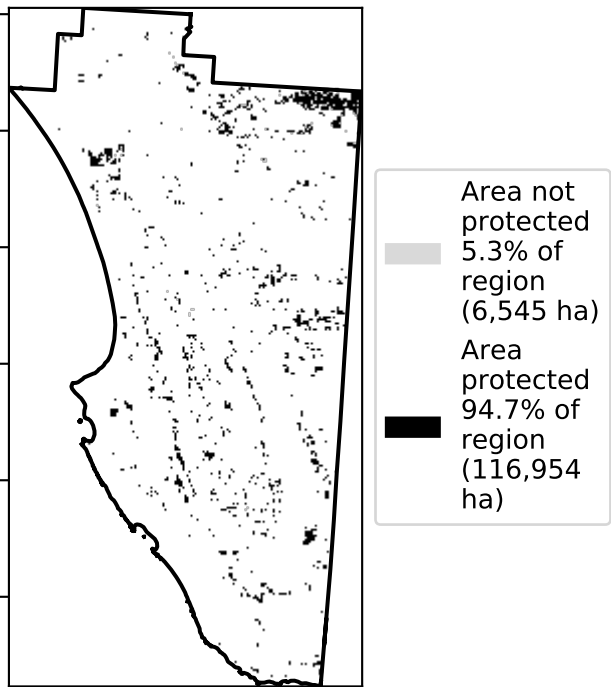 Area not
protected
5.3% of
region
(6,545 ha)
Area
protected
94.7% of
region
(116,954
ha)